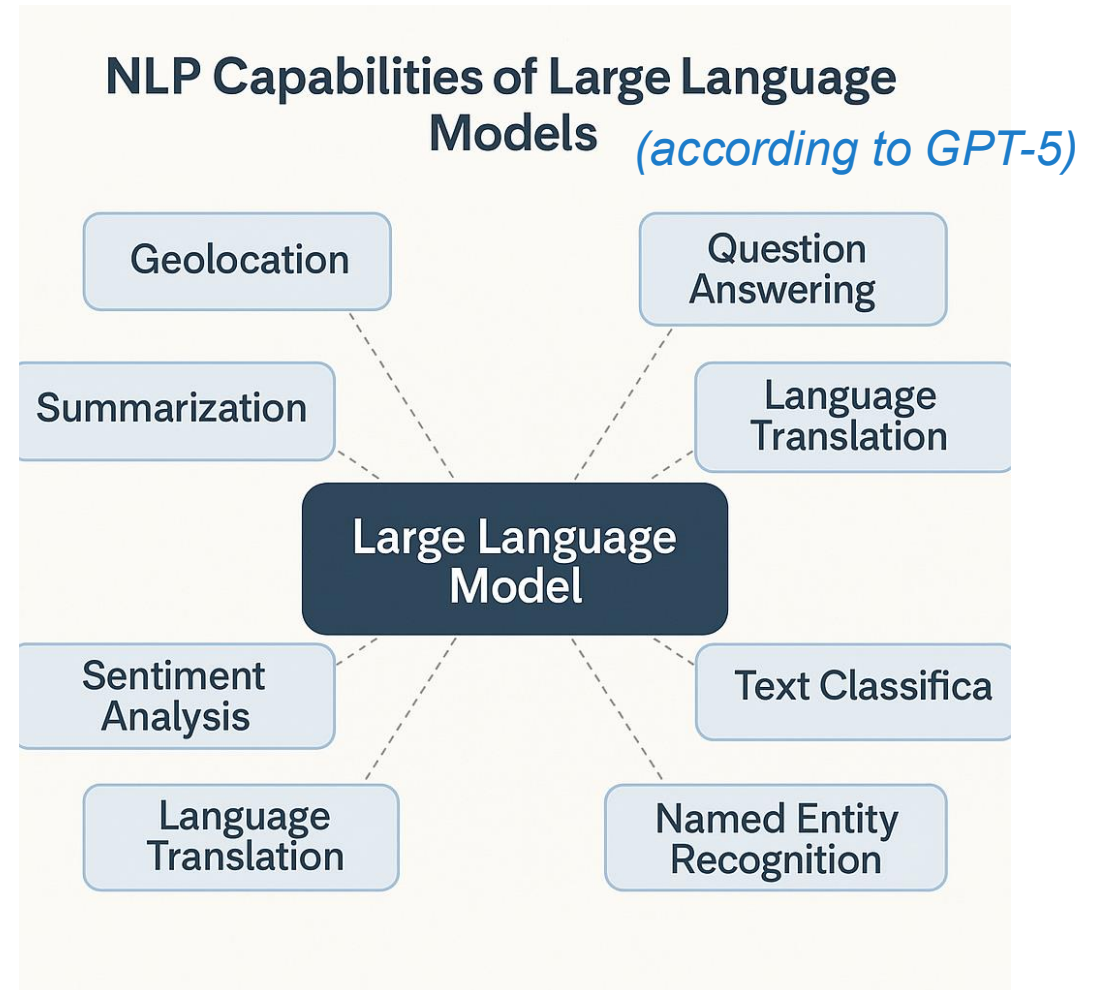 NLP Capabilities of Large Language
Models
(according to GPT-5)
Geolocation
Question
Answering
Summarization
Language
Translation
Large Language
Model
Sentiment
Analysis
Text Classifica
Language
Translation
Named Entity
Recognition